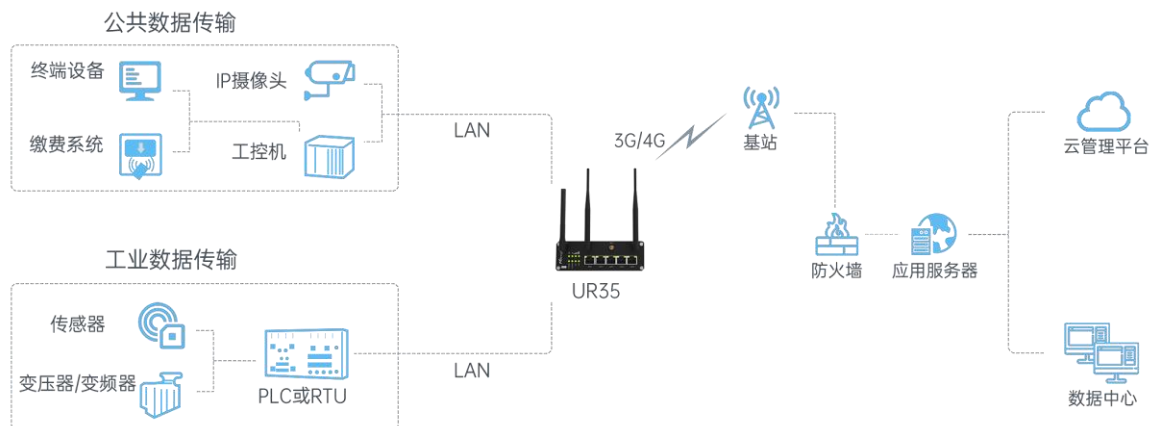 公共数据传输
终端设备
IP摄像头
缴费系统
工控机
LAN
3G/4G
基站
云管理平台
防火墙
应用服务器
UR35
工业数据传输
传感器
变压器/变频器
PLC或RTU
LAN
数据中心